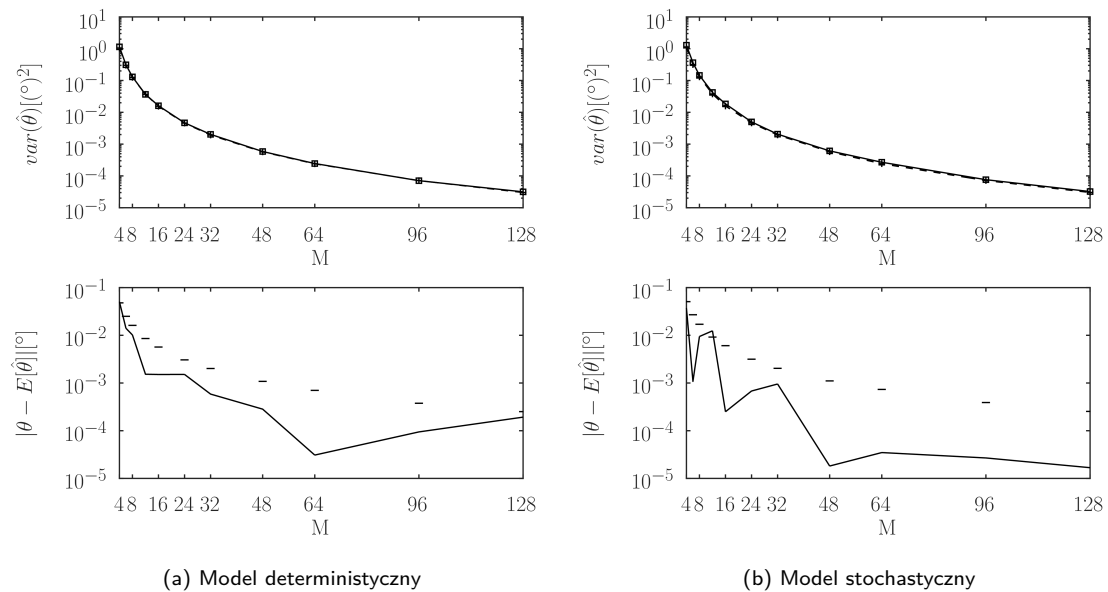 10^1
10^0
10^-1
10^-2
10^-3
10^-4
10^-5
var(θ̂)[(°)^2]
4 8 16 24 32 48 64 96 128
M
10^1
10^0
10^-1
10^-2
10^-3
10^-4
10^-5
var(θ̂)[(°)^2]
4 8 16 24 32 48 64 96 128
M
10^-1
10^-2
10^-3
10^-4
10^-5
|θ − E[θ̂]|[°]
4 8 16 24 32 48 64 96 128
M
10^-1
10^-2
10^-3
10^-4
10^-5
|θ − E[θ̂]|[°]
4 8 16 24 32 48 64 96 128
M
(a) Model deterministyczny
(b) Model stochastyczny